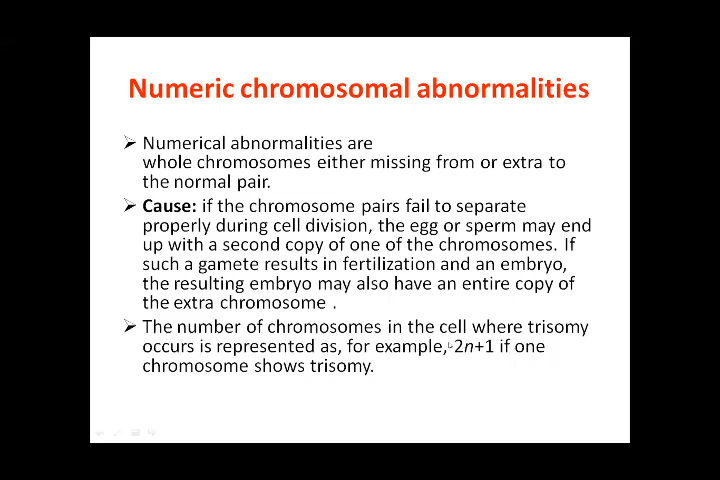 Numeric chromosomal abnormalities
➢ Numerical abnormalities are
whole chromosomes either missing from or extra to
the normal pair.
➢ Cause: if the chromosome pairs fail to separate
properly during cell division, the egg or sperm may end
up with a second copy of one of the chromosomes. If
such a gamete results in fertilization and an embryo,
the resulting embryo may also have an entire copy of
the extra chromosome .
➢ The number of chromosomes in the cell where trisomy
occurs is represented as, for example, 2n+1 if one
chromosome shows trisomy.